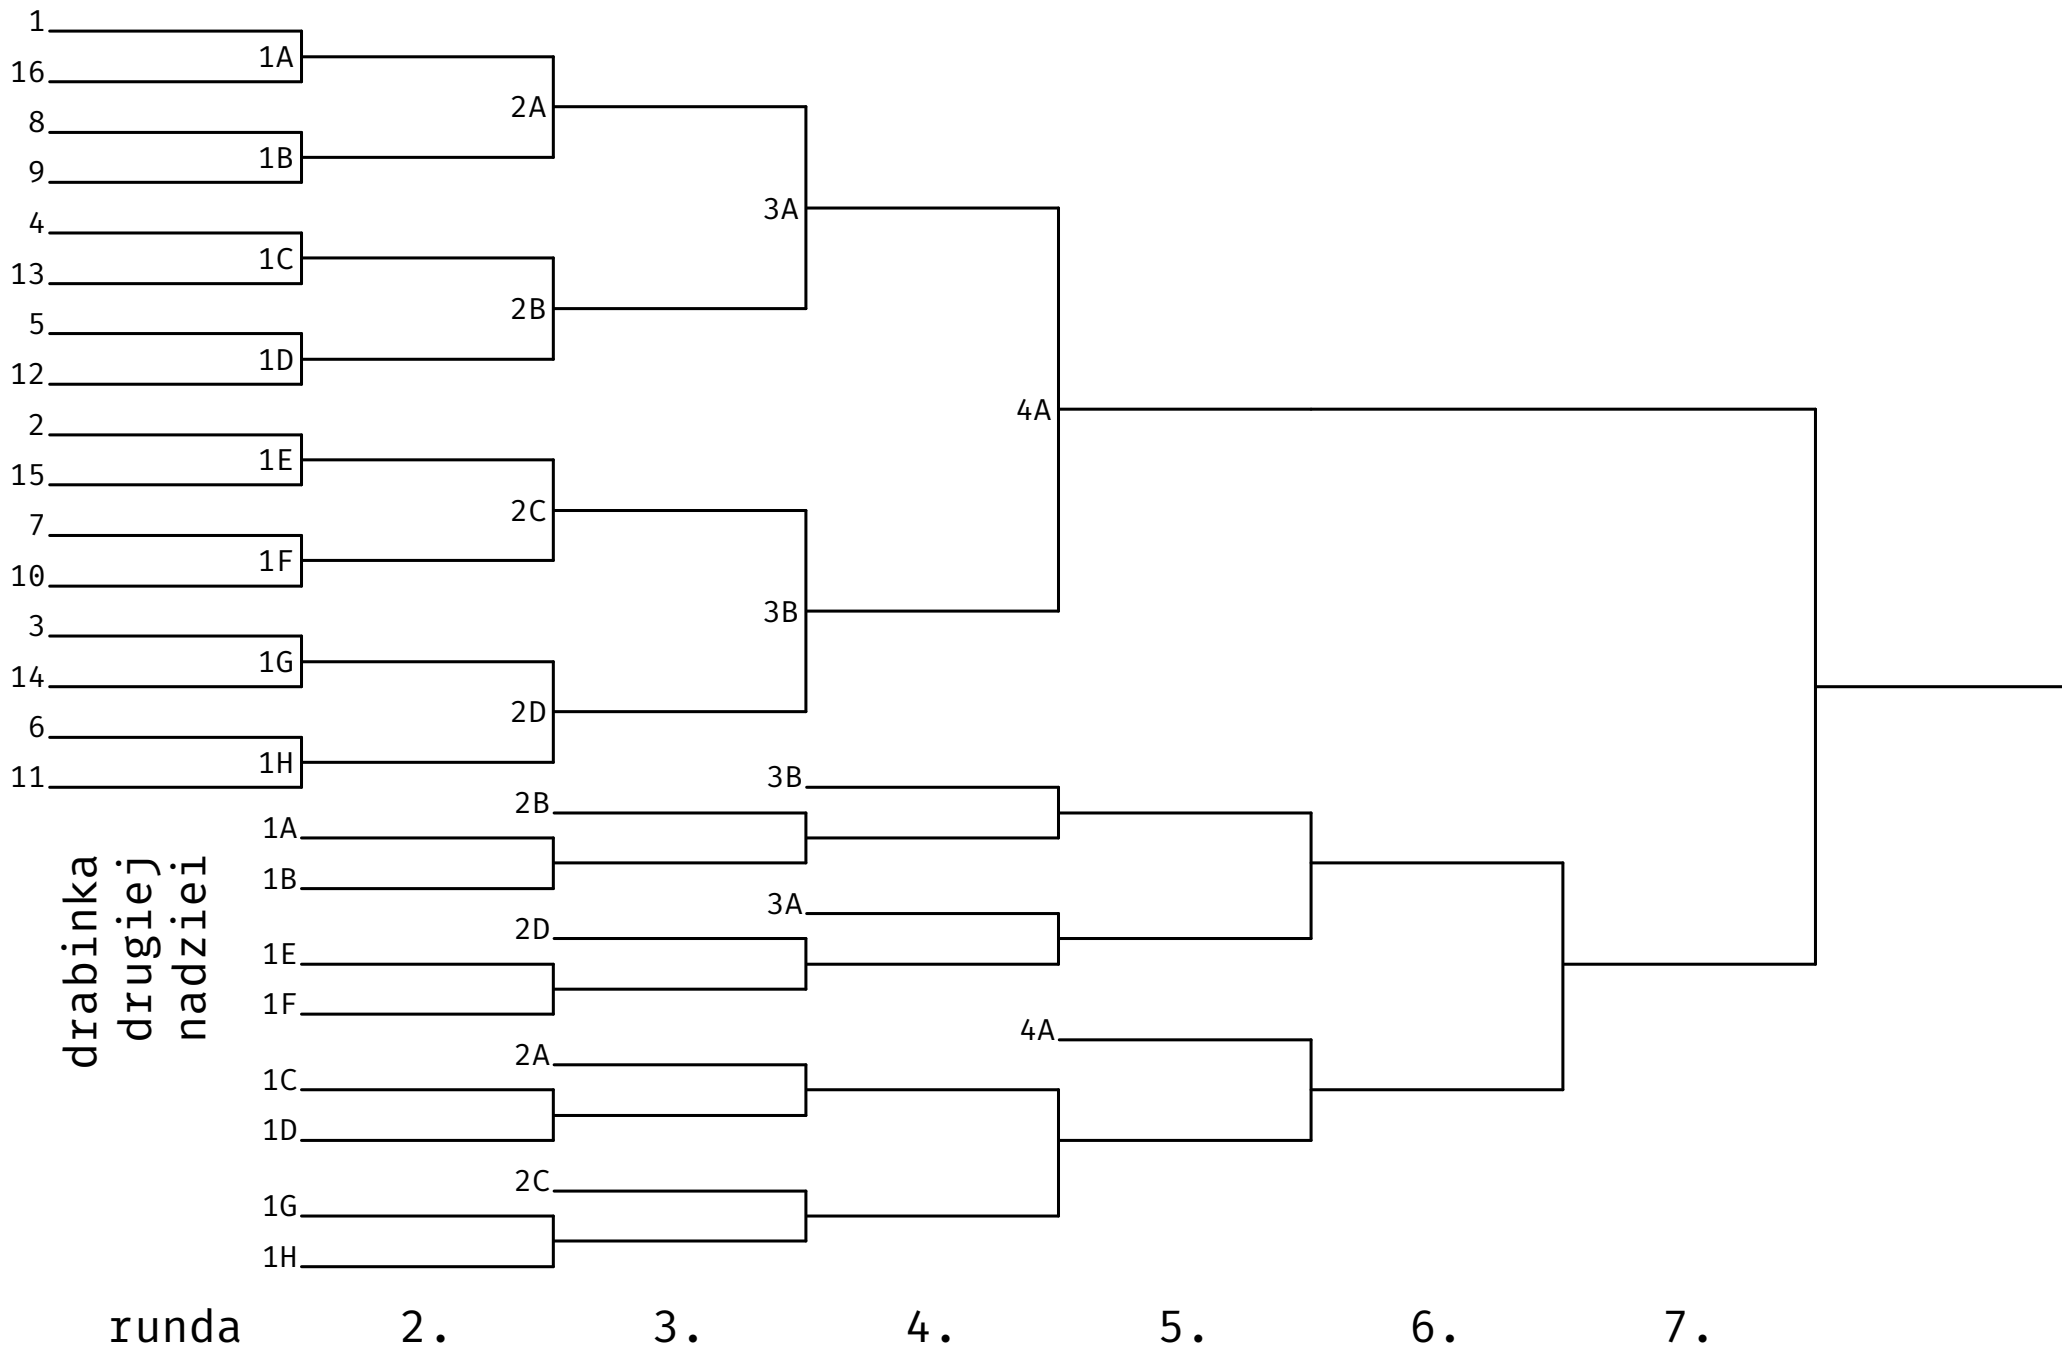 1
1A
16
2A
8
1B
9
3A
4
1C
13
2B
5
1D
12
4A
2
1E
15
2C
7
1F
10
3B
3
1G
14
2D
6
1H
11
3B
2B
1A
1B
3A
2D
1E
1F
4A
2A
1C
1D
2C
1G
1H
drabinka
drugiej
nadziei
runda 2. 3. 4. 5. 6. 7.